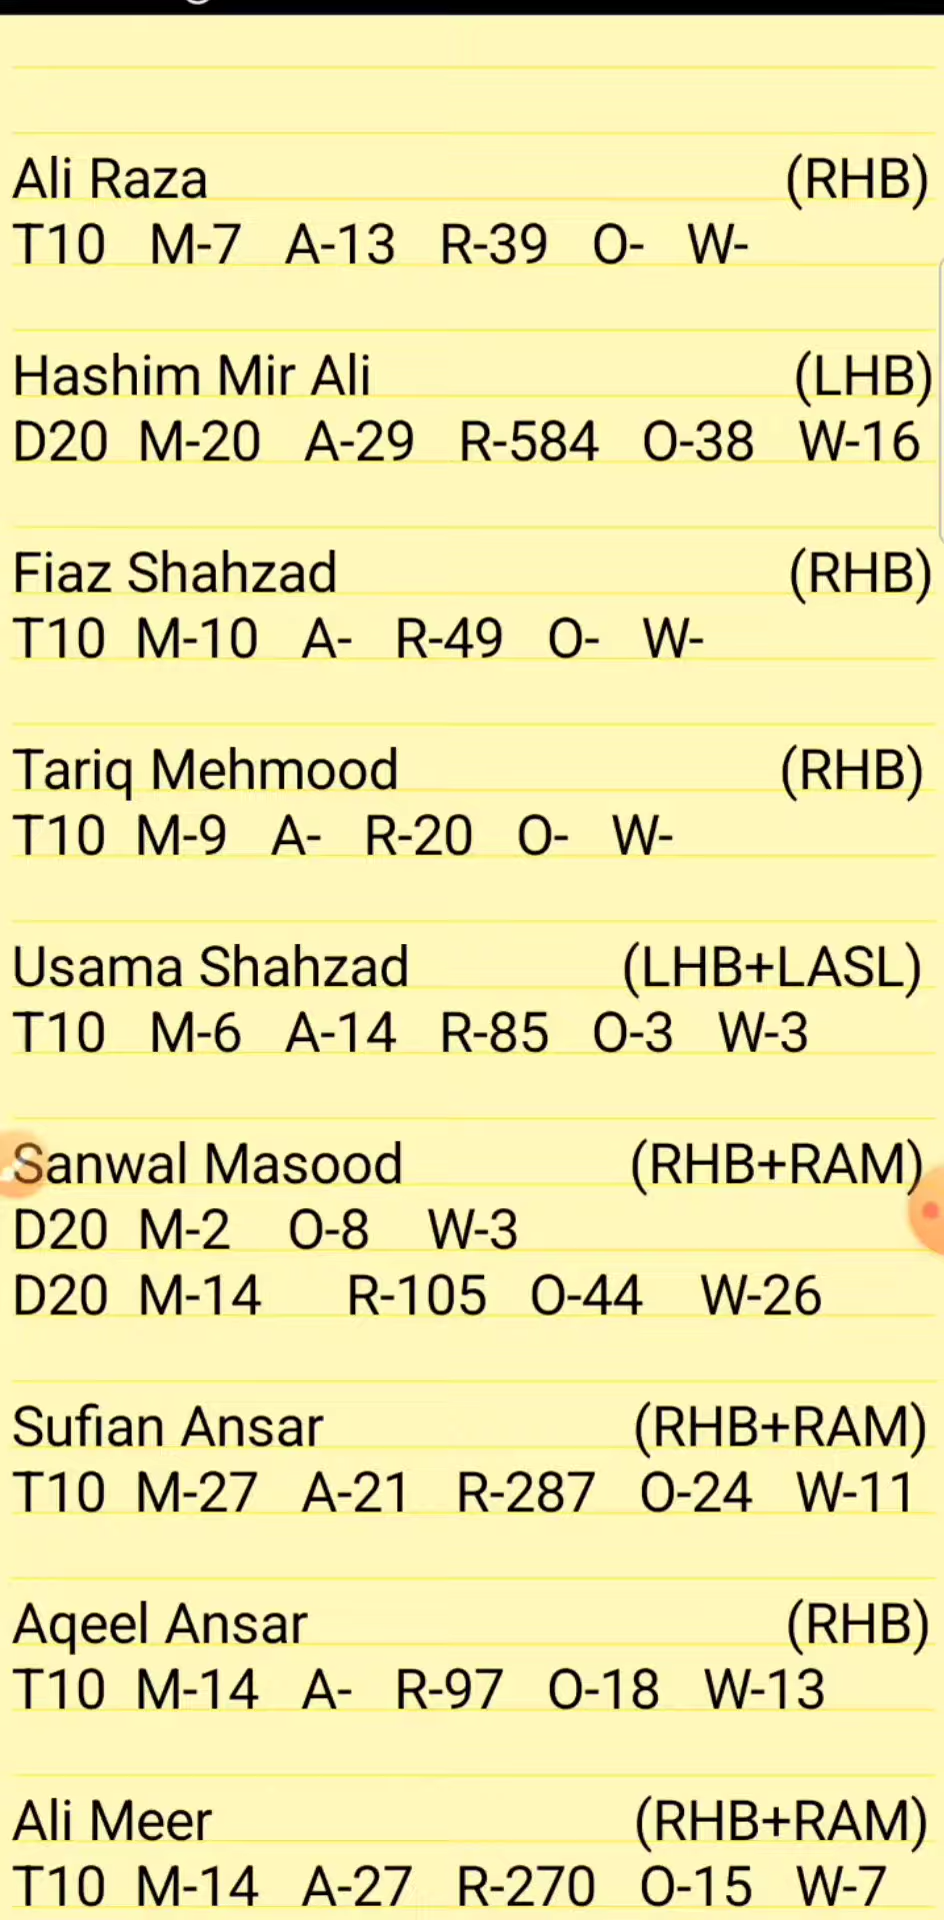 Ali Raza (RHB)
T10 M-7 A-13 R-39 O- W-
Hashim Mir Ali (LHB)
D20 M-20 A-29 R-584 O-38 W-16
Fiaz Shahzad (RHB)
T10 M-10 A- R-49 O- W-
Tariq Mehmood (RHB)
T10 M-9 A- R-20 O- W-
Usama Shahzad (LHB+LASL)
T10 M-6 A-14 R-85 O-3 W-3
Sanwal Masood (RHB+RAM)
D20 M-2 O-8 W-3
D20 M-14 R-105 O-44 W-26
Sufian Ansar (RHB+RAM)
T10 M-27 A-21 R-287 O-24 W-11
Aqeel Ansar (RHB)
T10 M-14 A- R-97 O-18 W-13
Ali Meer (RHB+RAM)
T10 M-14 A-27 R-270 O-15 W-7